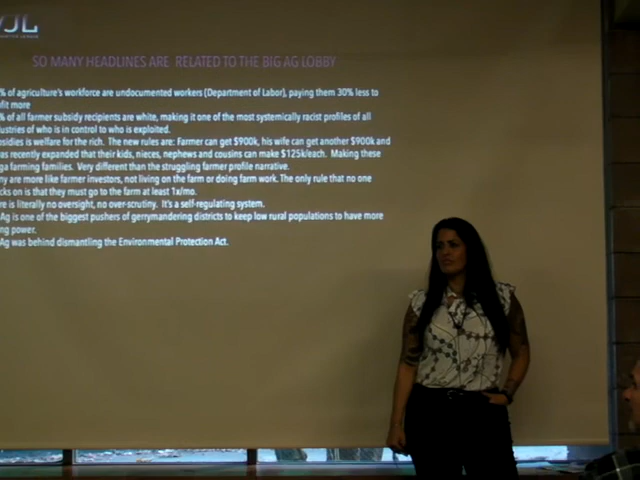 SO MANY HEADLINES ARE RELATED TO THE BIG AG LOBBY
% of agriculture's workforce are undocumented workers (Department of Labor), paying them 30% less to
fit more
% of all farmer subsidy recipients are white, making it one of the most systemically racist profiles of all
ustries of who is in control to who is exploited.
sidies is welfare for the rich. The new rules are: Farmer can get $900k, his wife can get another $900k and
as recently expanded that their kids, nieces, nephews and cousins can make $125k/each. Making these
ga farming families. Very different than the struggling farmer profile narrative.
ny are more like farmer investors, not living on the farm or doing farm work. The only rule that no one
cks on is that they must go to the farm at least 1x/mo.
re is literally no oversight, no over-scrutiny. It's a self-regulating system.
Ag is one of the biggest pushers of gerrymandering districts to keep low rural populations to have more
ng power.
Ag was behind dismantling the Environmental Protection Act.